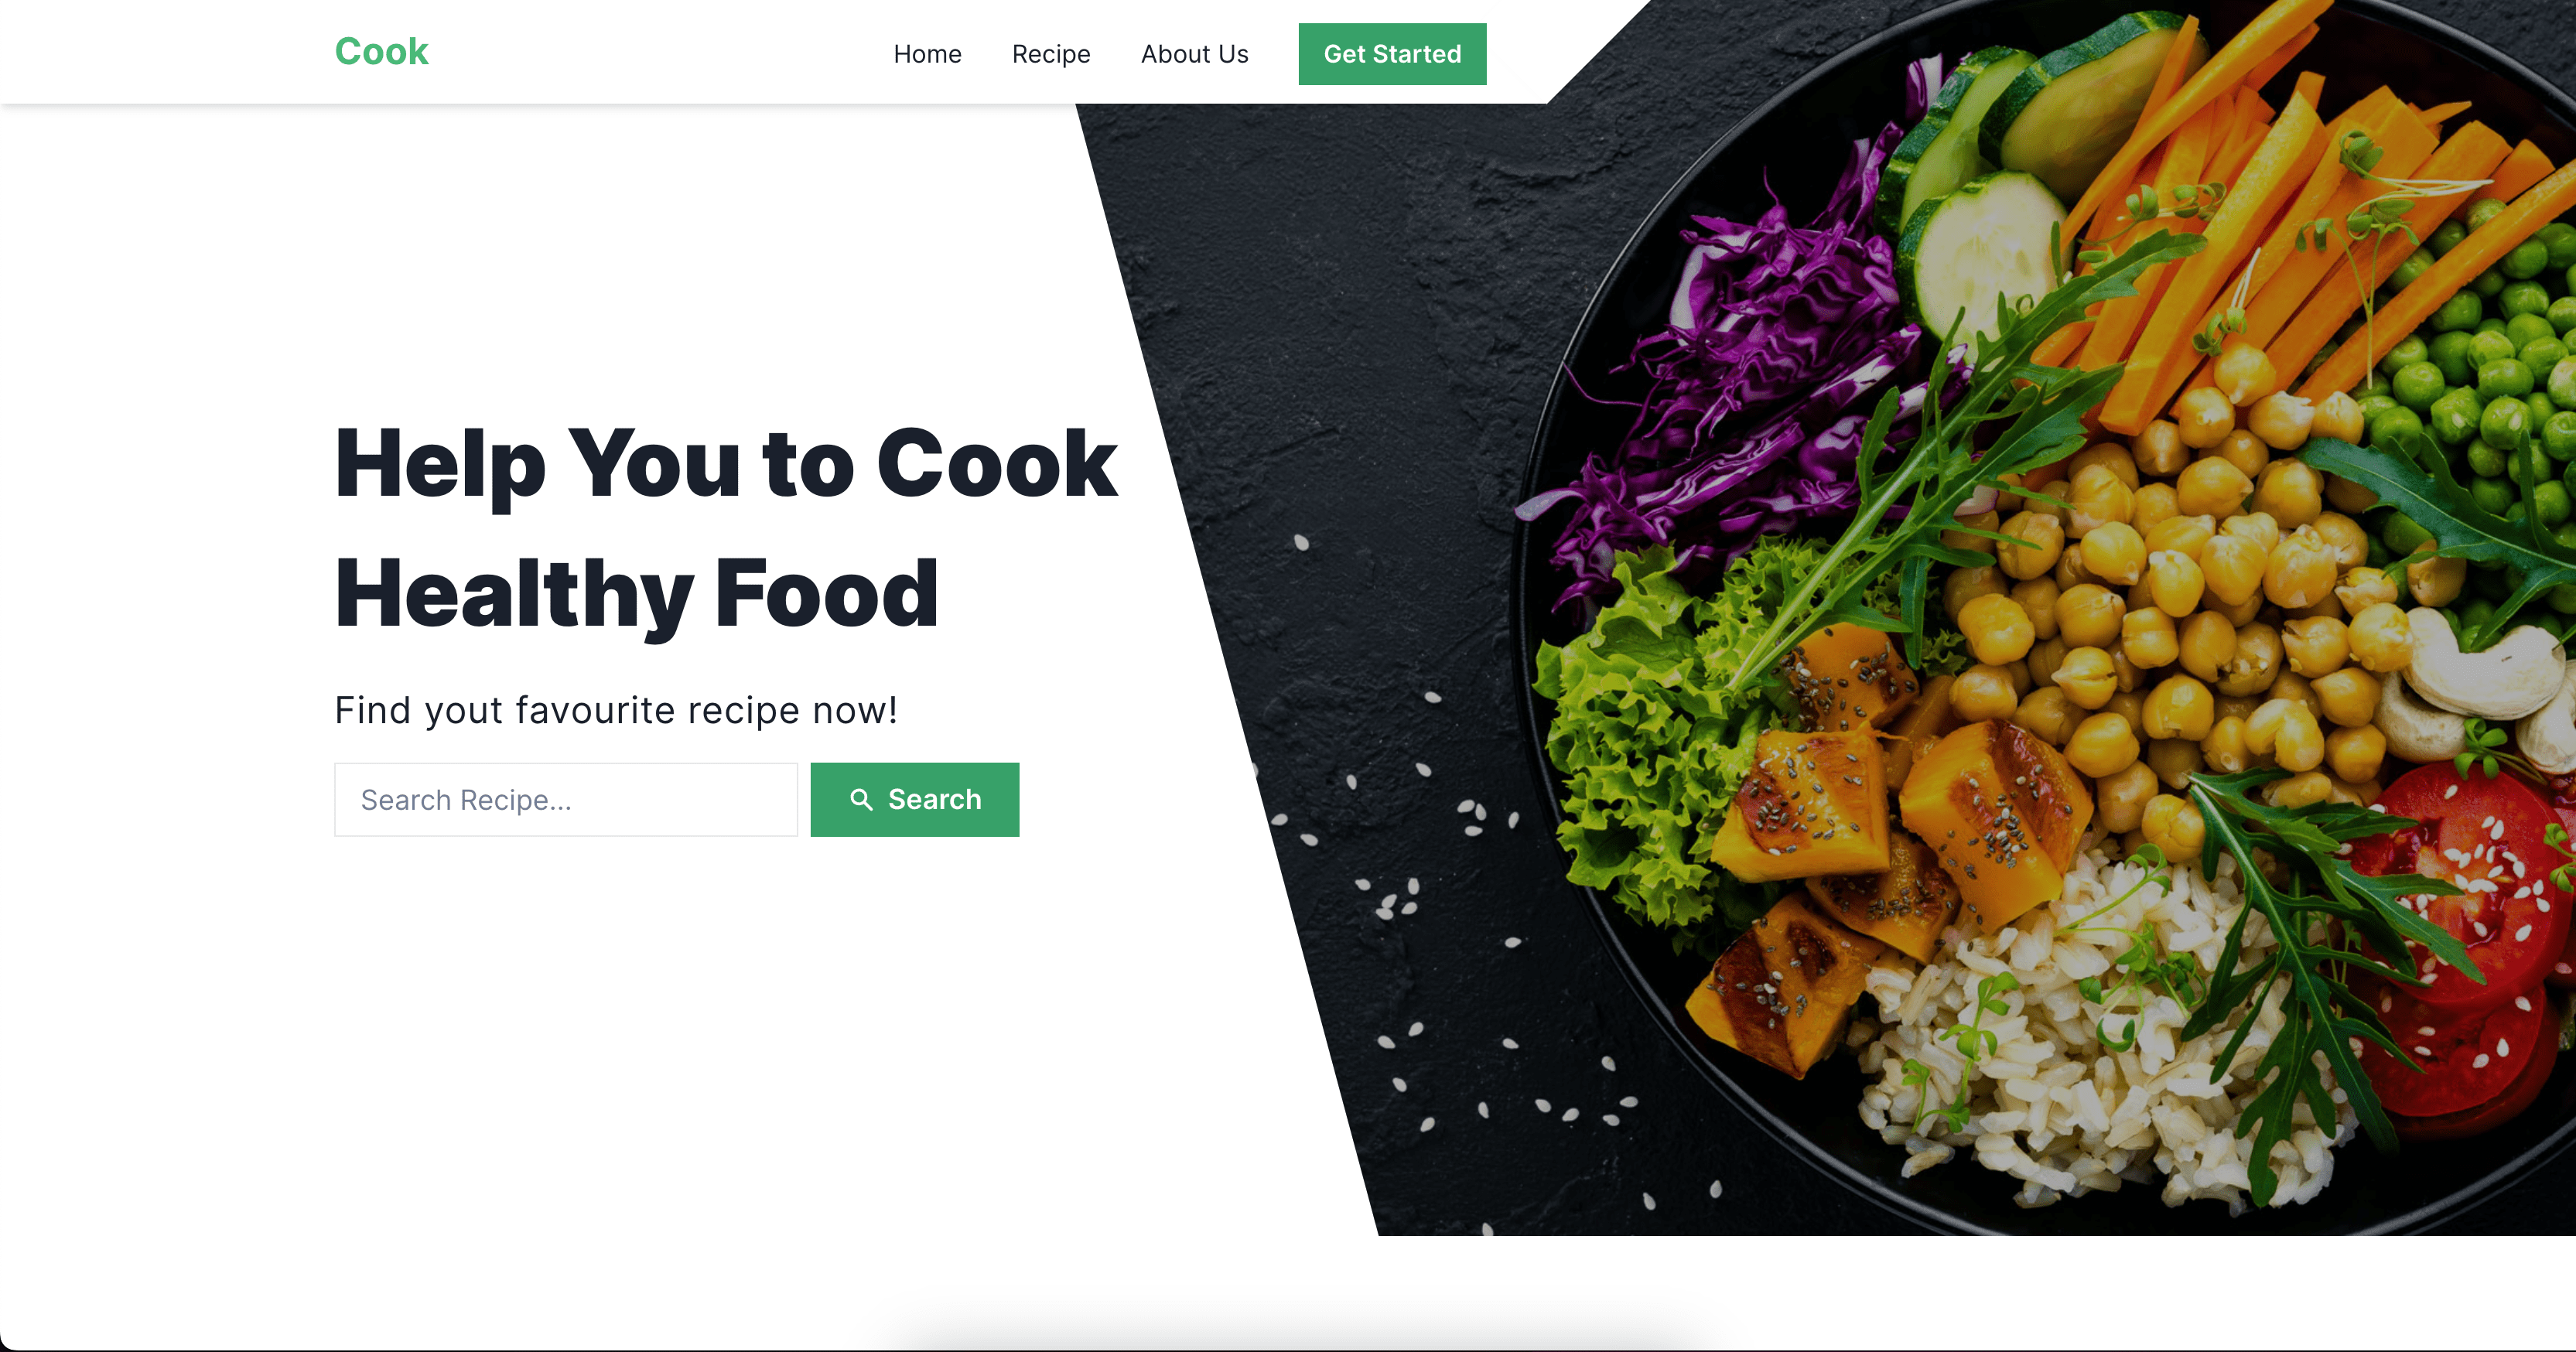 Cook
Home Recipe About Us Get Started
Help You to Cook
Healthy Food
Find yout favourite recipe now!
Search Recipe...
Search